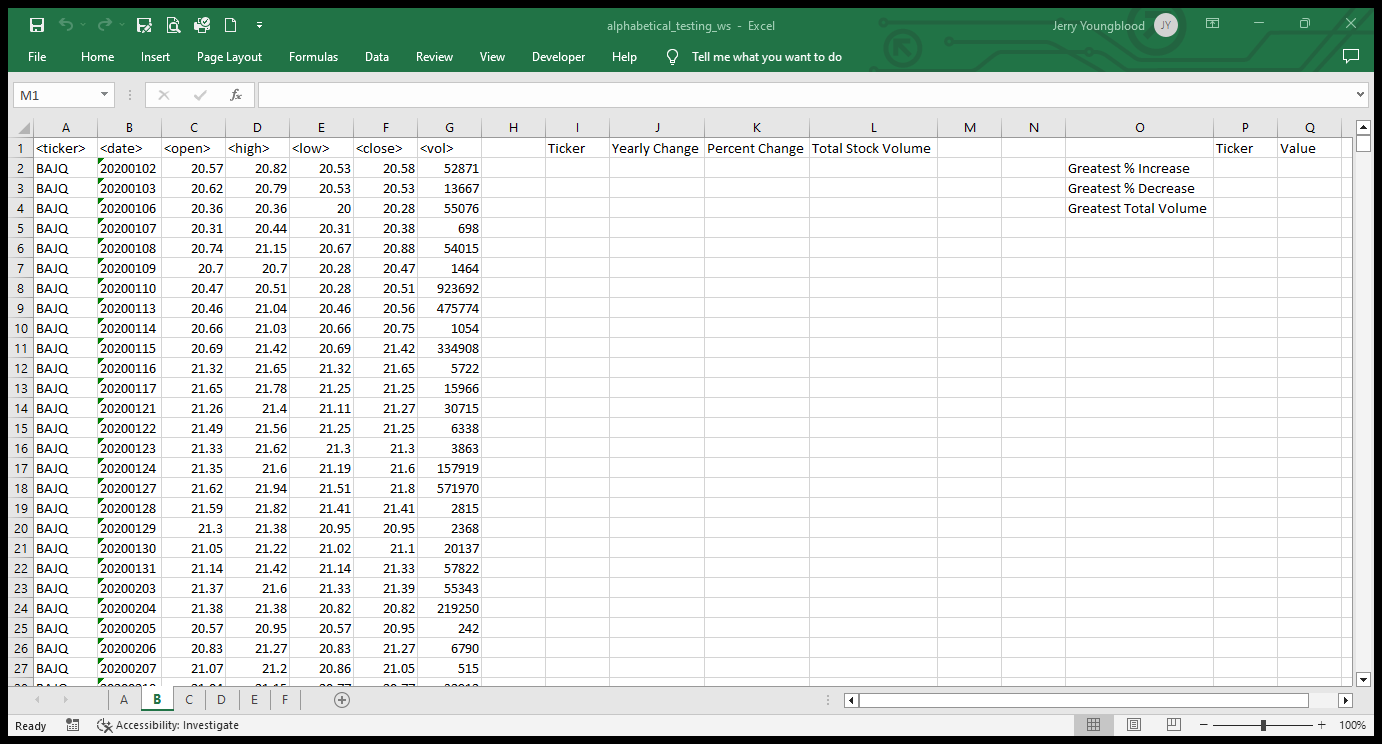 alphabetical_testing_ws - Excel
Jerry Youngblood JY
File Home Insert Page Layout Formulas Data Review View Developer Help Tell me what you want to do
M1 fx
A B C D E F G H I J K L M N O P Q
1 <ticker> <date> <open> <high> <low> <close> <vol> Ticker Yearly Change Percent Change Total Stock Volume Ticker Value
2 BAJQ 20200102 20.57 20.82 20.53 20.58 52871 Greatest % Increase
3 BAJQ 20200103 20.62 20.79 20.53 20.53 13667 Greatest % Decrease
4 BAJQ 20200106 20.36 20.36 20 20.28 55076 Greatest Total Volume
5 BAJQ 20200107 20.31 20.44 20.31 20.38 698
6 BAJQ 20200108 20.74 21.15 20.67 20.88 54015
7 BAJQ 20200109 20.7 20.7 20.28 20.47 1464
8 BAJQ 20200110 20.47 20.51 20.28 20.51 923692
9 BAJQ 20200113 20.46 21.04 20.46 20.56 475774
10 BAJQ 20200114 20.66 21.03 20.66 20.75 1054
11 BAJQ 20200115 20.69 21.42 20.69 21.42 334908
12 BAJQ 20200116 21.32 21.65 21.32 21.65 5722
13 BAJQ 20200117 21.65 21.78 21.25 21.25 15966
14 BAJQ 20200121 21.26 21.4 21.11 21.27 30715
15 BAJQ 20200122 21.49 21.56 21.25 21.25 6338
16 BAJQ 20200123 21.33 21.62 21.3 21.3 3863
17 BAJQ 20200124 21.35 21.6 21.19 21.6 157919
18 BAJQ 20200127 21.62 21.94 21.51 21.8 571970
19 BAJQ 20200128 21.59 21.82 21.41 21.41 2815
20 BAJQ 20200129 21.3 21.38 20.95 20.95 2368
21 BAJQ 20200130 21.05 21.22 21.02 21.1 20137
22 BAJQ 20200131 21.14 21.42 21.14 21.33 57822
23 BAJQ 20200203 21.37 21.6 21.33 21.39 55343
24 BAJQ 20200204 21.38 21.38 20.82 20.82 219250
25 BAJQ 20200205 20.57 20.95 20.57 20.95 242
26 BAJQ 20200206 20.83 21.27 20.83 21.27 6790
27 BAJQ 20200207 21.07 21.2 20.86 21.05 515
A B C D E F
Ready Accessibility: Investigate 100%